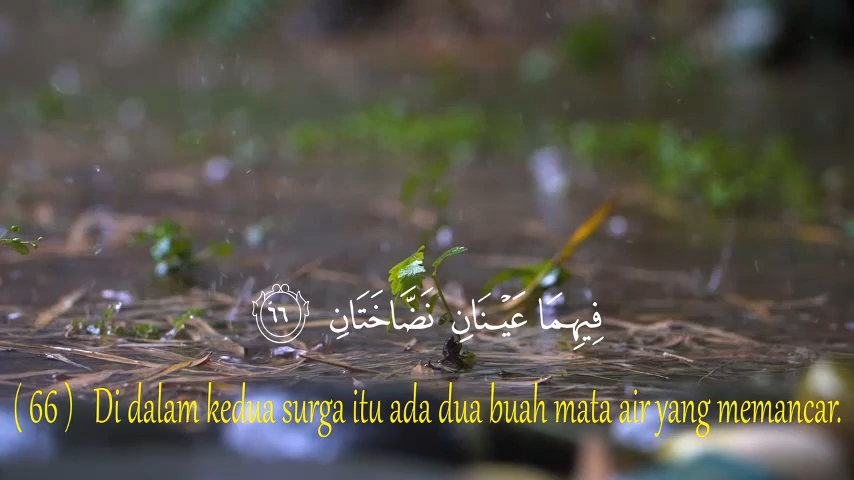 فِيهِمَا عَيْنَانِ نَضَّاخَتَانِ ٦٦
( 66 ) Di dalam kedua surga itu ada dua buah mata air yang memancar.